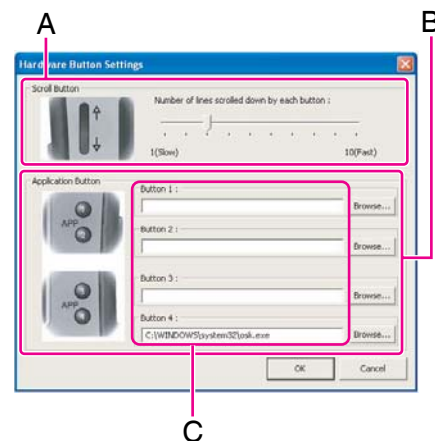 A
B
Hardware Button Settings
Scroll Button
Number of lines scrolled down by each button :
1(Slow) 10(Fast)
Application Button
Button 1 :
Browse...
APP
Button 2 :
Browse...
Button 3 :
Browse...
APP
Button 4 :
C:\WINDOWS\system32\osk.exe Browse...
OK Cancel
C